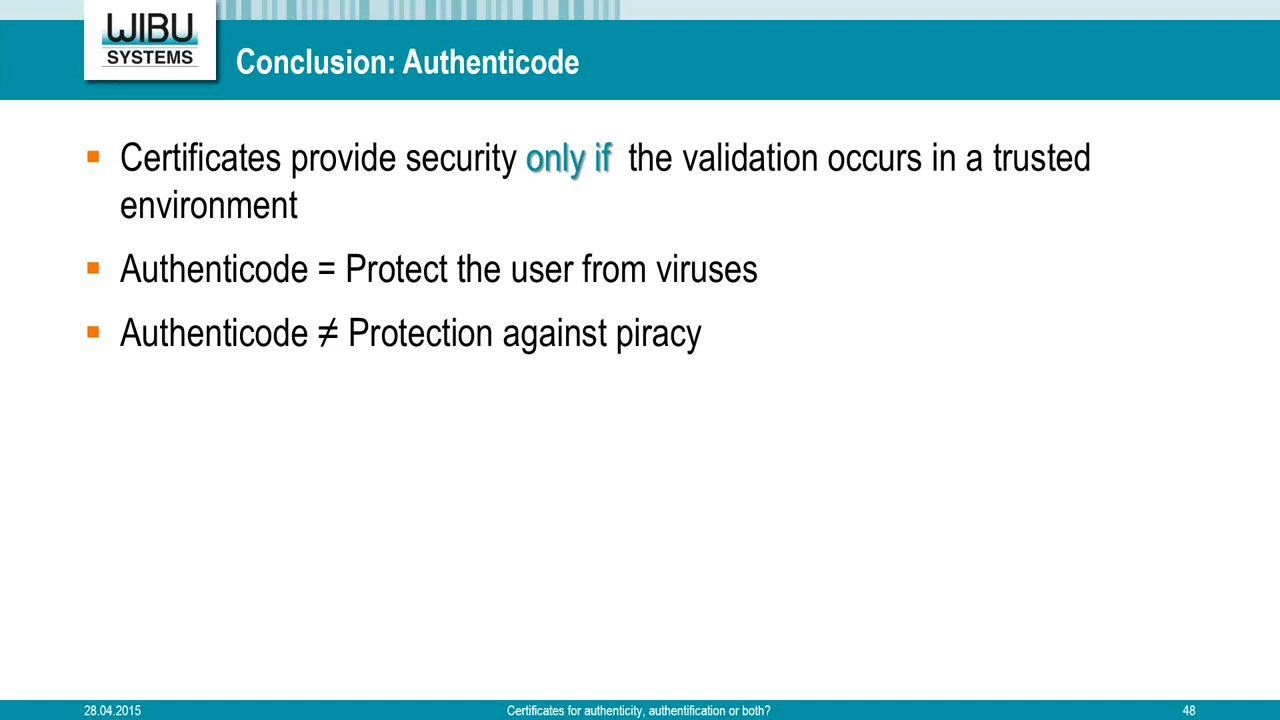 WIBU
SYSTEMS
Conclusion: Authenticode
Certificates provide security only if the validation occurs in a trusted
environment
Authenticode = Protect the user from viruses
Authenticode ≠ Protection against piracy
28.04.2015
Certificates for authenticity, authentification or both?
48